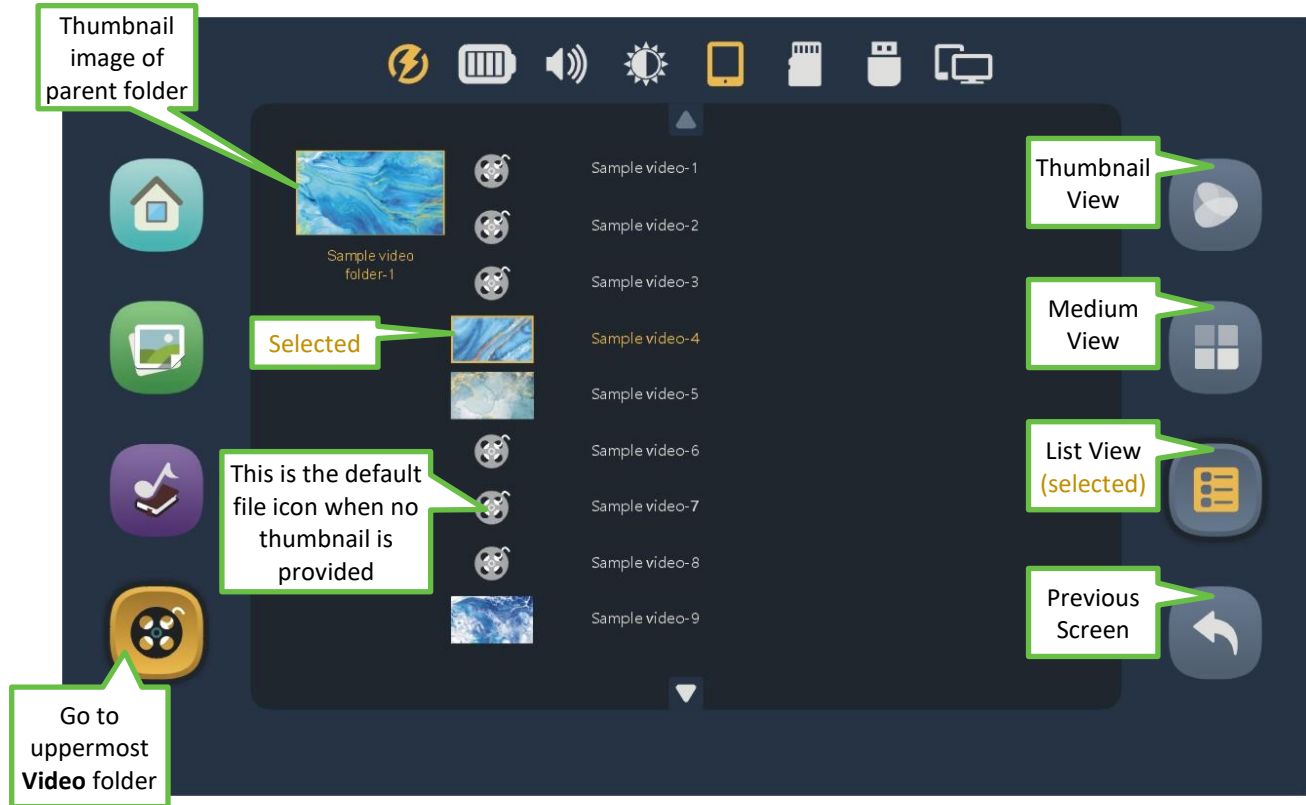 Thumbnail
image of
parent folder
Sample video-1
Thumbnail
View
Sample video-2
Sample video
folder-1
Sample video-3
Medium
View
Selected
Sample video-4
Sample video-5
This is the default
file icon when no
thumbnail is
provided
Sample video-6
List View
(selected)
Sample video-7
Sample video-8
Previous
Screen
Sample video-9
Go to
uppermost
Video folder